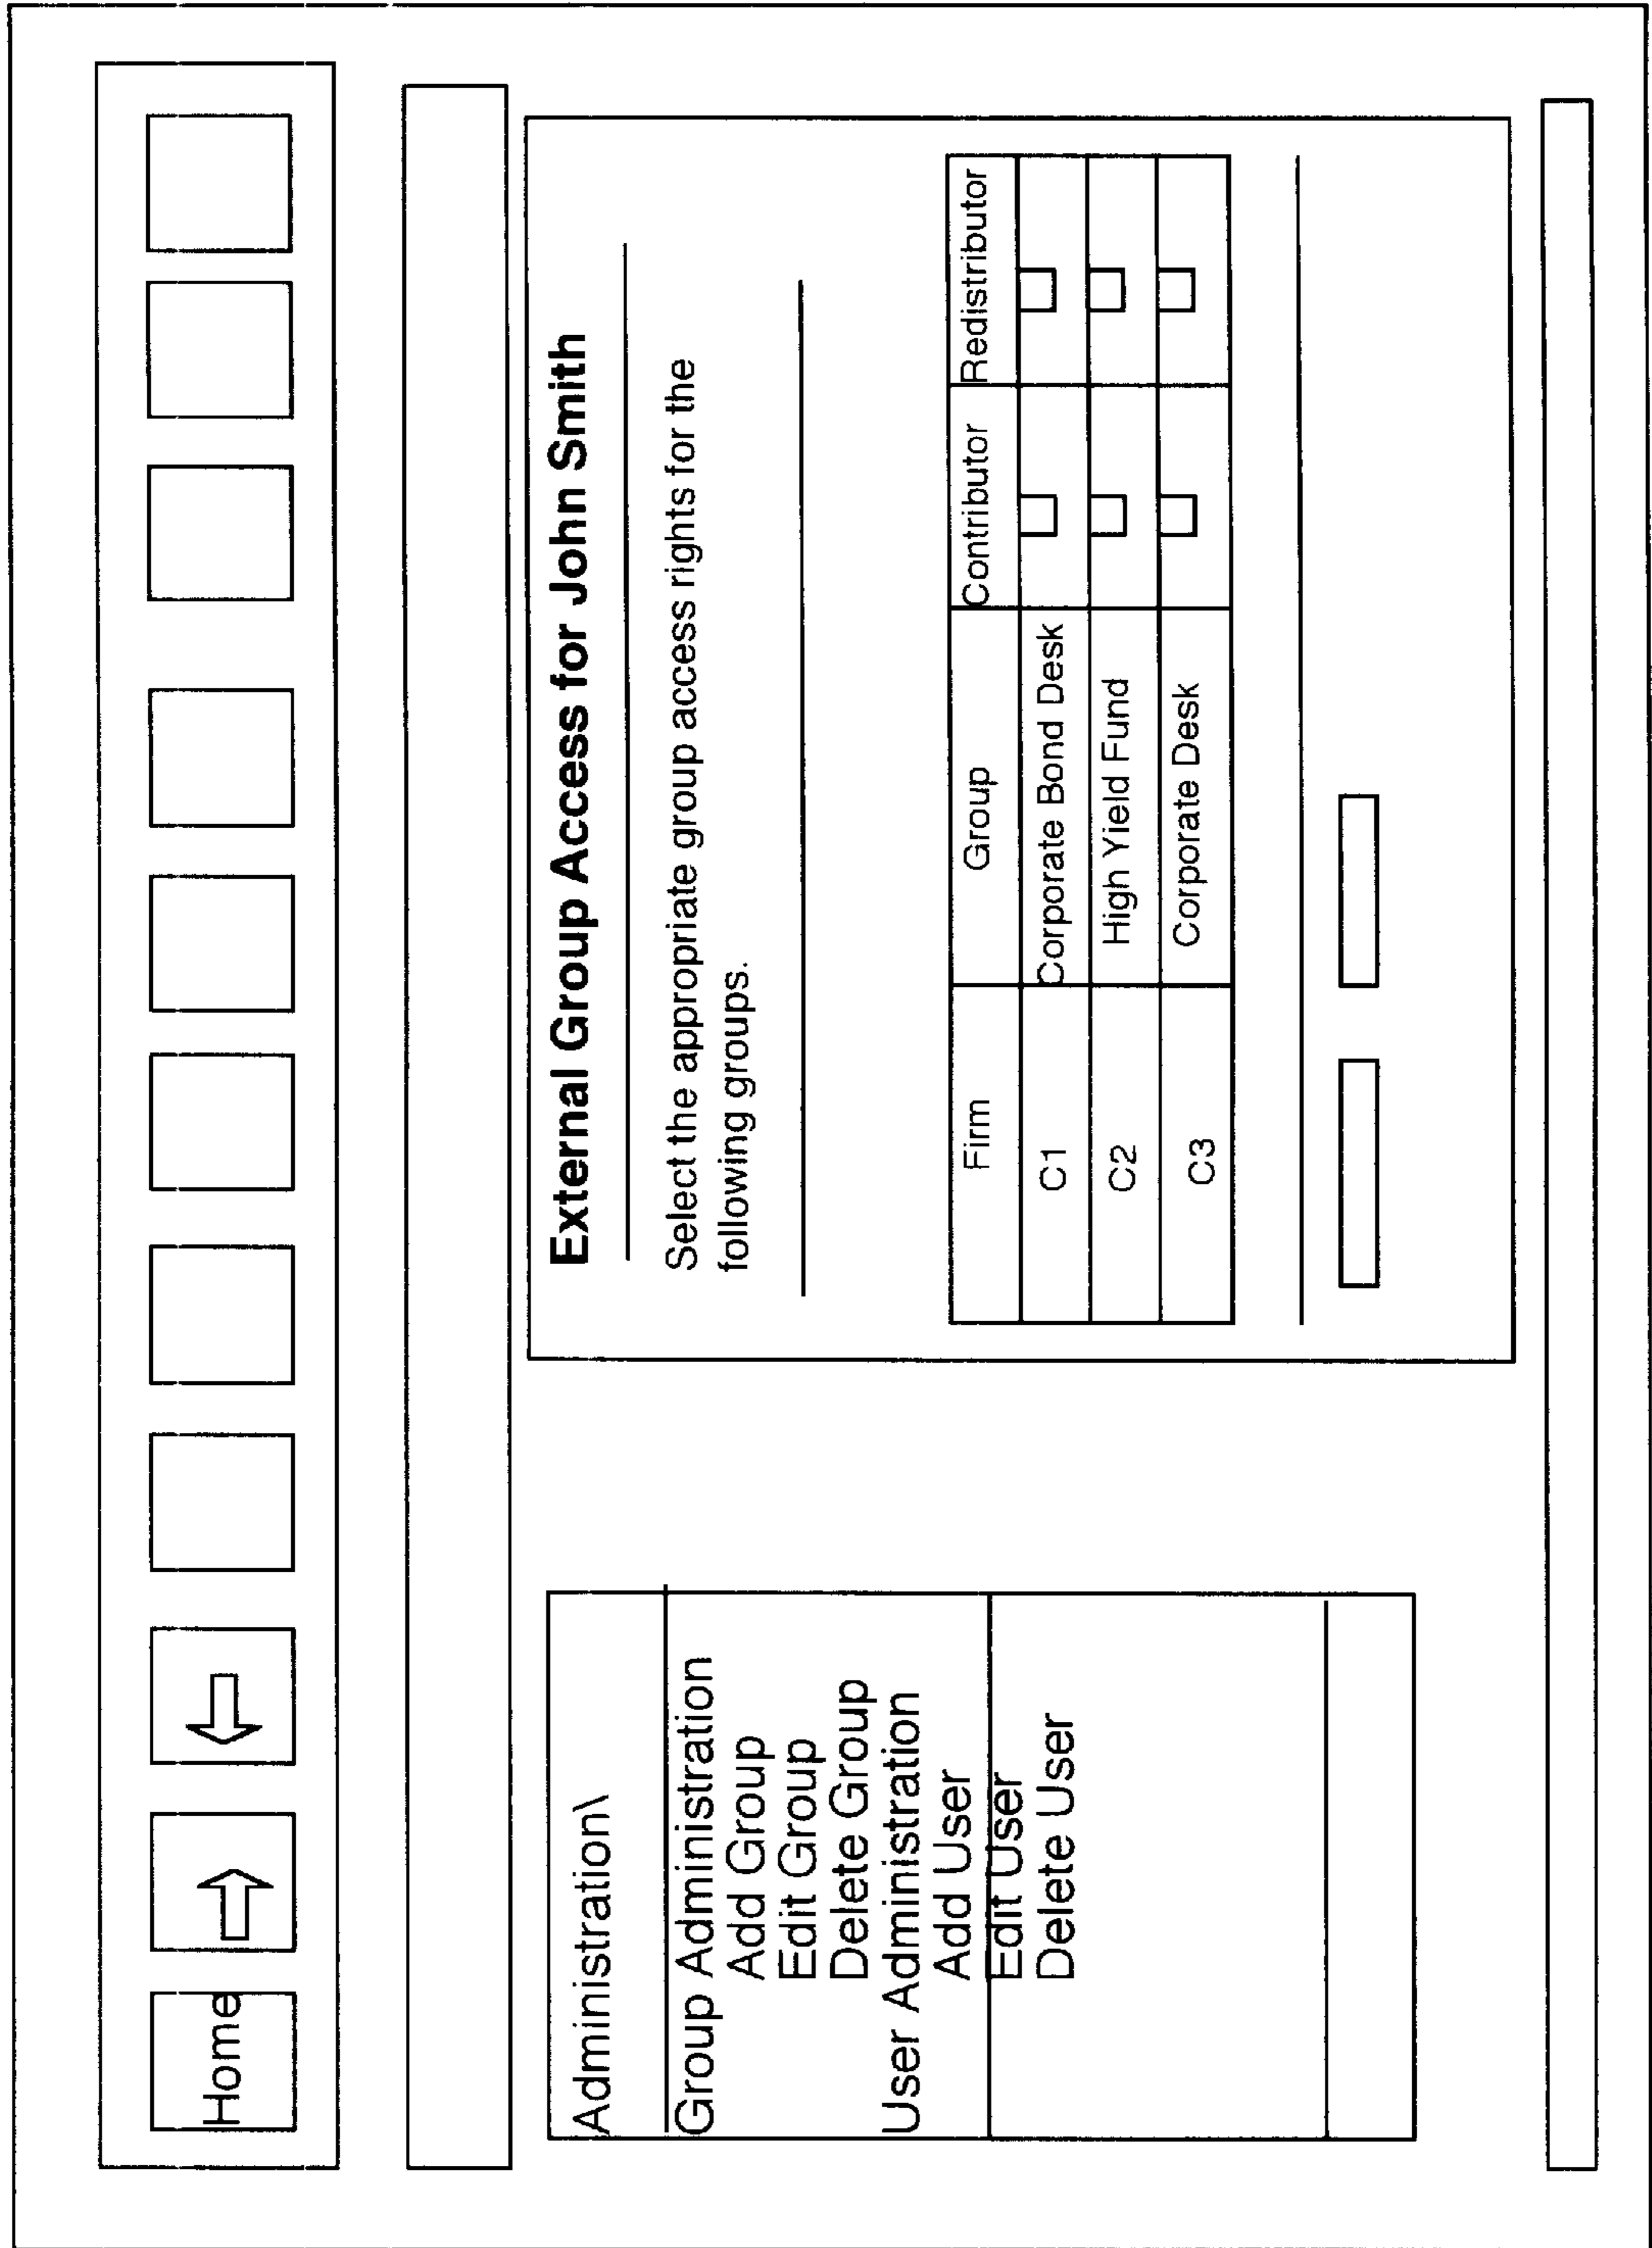 Home
Administration\
Group Administration
Add Group
Edit Group
Delete Group
User Administration
Add User
Edit User
Delete User
External Group Access for John Smith
Select the appropriate group access rights for the
following groups.
Firm Group Contributor Redistributor
C1 Corporate Bond Desk
C2 High Yield Fund
C3 Corporate Desk